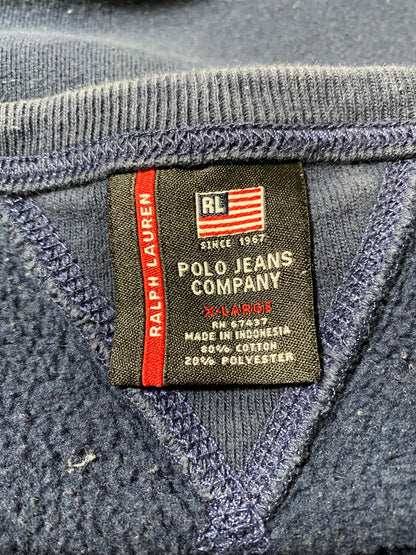 RALPH LAUREN
RL
SINCE 1967
POLO JEANS
COMPANY
X-LARGE
RN 67437
MADE IN INDONESIA
80% COTTON
20% POLYESTER